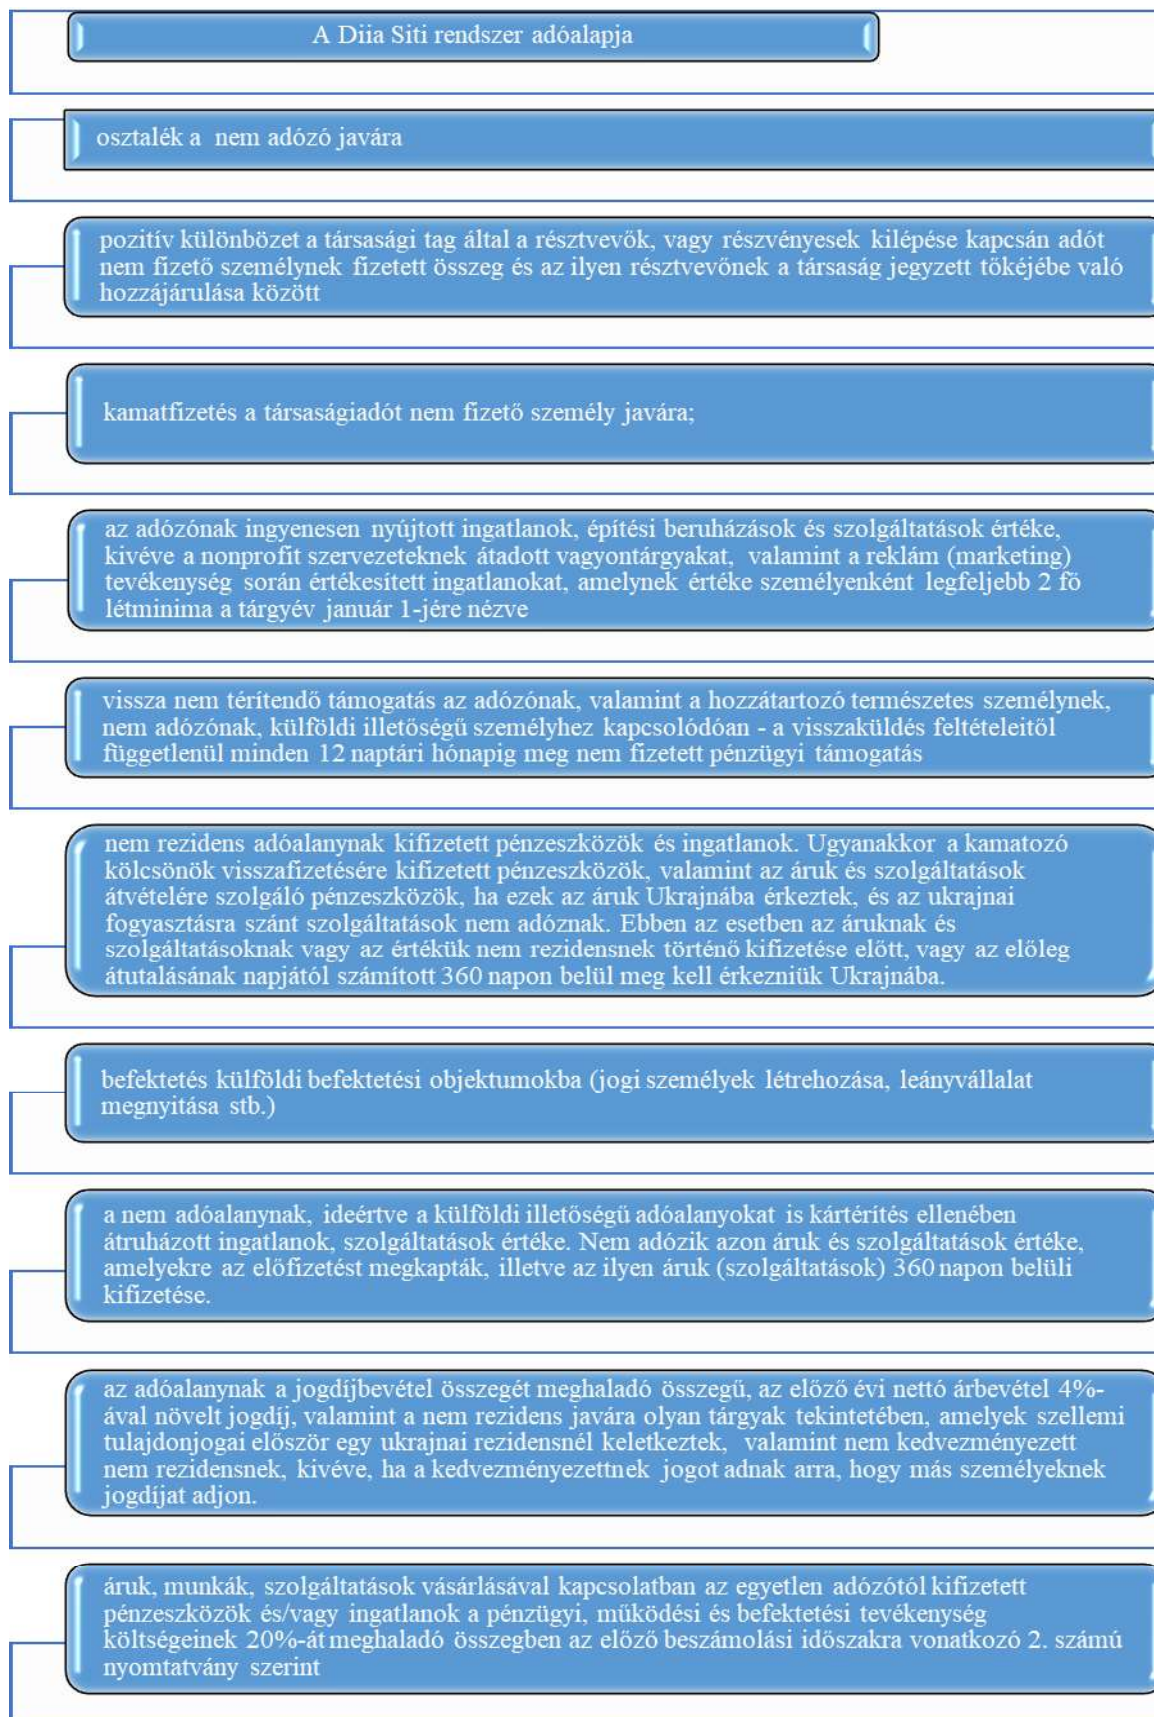 A Diia Siti rendszer adóalapja
osztalék a nem adózó javára
pozitív különbözet a társasági tag által a résztvevők, vagy részvényesek kilépése kapcsán adót
nem fizető személynek fizetett összeg és az ilyen résztvevőnek a társaság jegyzett tőkéjébe való
hozzájárulása között
kamatfizetés a társaságiadót nem fizető személy javára;
az adózónak ingyenesen nyújtott ingatlanok, építési beruházások és szolgáltatások értéke,
kivéve a nonprofit szervezeteknek átadott vagyontárgyakat, valamint a reklám (marketing)
tevékenység során értékesített ingatlanokat, amelynek értéke személyenként legfeljebb 2 fő
létminima a tárgyév január 1-jére nézve
vissza nem térítendő támogatás az adózónak, valamint a hozzátartozó természetes személynek,
nem adózónak, külföldi illetőségű személyhez kapcsolódóan - a visszaküldés feltételeitől
függetlenül minden 12 naptári hónapig meg nem fizetett pénzügyi támogatás
nem rezidens adóalanynak kifizetett pénzeszközök és ingatlanok. Ugyanakkor a kamatozó
kölcsönök visszafizetésére kifizetett pénzeszközök, valamint az áruk és szolgáltatások
átvételére szolgáló pénzeszközök, ha ezek az áruk Ukrajnába érkeztek, és az ukrajnai
fogyasztásra szánt szolgáltatások nem adóznak. Ebben az esetben az áruknak és
szolgáltatásoknak vagy az értékük nem rezidensnek történő kifizetése előtt, vagy az előleg
átutalásának napjától számított 360 napon belül meg kell érkezniük Ukrajnába.
befektetés külföldi befektetési objektumokba (jogi személyek létrehozása, leányvállalat
megnyitása stb.)
a nem adóalanynak, ideértve a külföldi illetőségű adóalanyokat is kártérítés ellenében
átruházott ingatlanok, szolgáltatások értéke. Nem adózik azon áruk és szolgáltatások értéke,
amelyekre az előfizetést megkapták, illetve az ilyen áruk (szolgáltatások) 360 napon belüli
kifizetése.
az adóalanynak a jogdíjbevétel összegét meghaladó összegű, az előző évi nettó árbevétel 4%-
ával növelt jogdíj, valamint a nem rezidens javára olyan tárgyak tekintetében, amelyek szellemi
tulajdonjogai először egy ukrajnai rezidensnél keletkeztek, valamint nem kedvezményezett
nem rezidensnek, kivéve, ha a kedvezményezettnek jogot adnak arra, hogy más személyeknek
jogdíjat adjon.
áruk, munkák, szolgáltatások vásárlásával kapcsolatban az egyetlen adózótól kifizetett
pénzeszközök és/vagy ingatlanok a pénzügyi, működési és befektetési tevékenység
költségeinek 20%-át meghaladó összegben az előző beszámolási időszakra vonatkozó 2. számú
nyomtatvány szerint